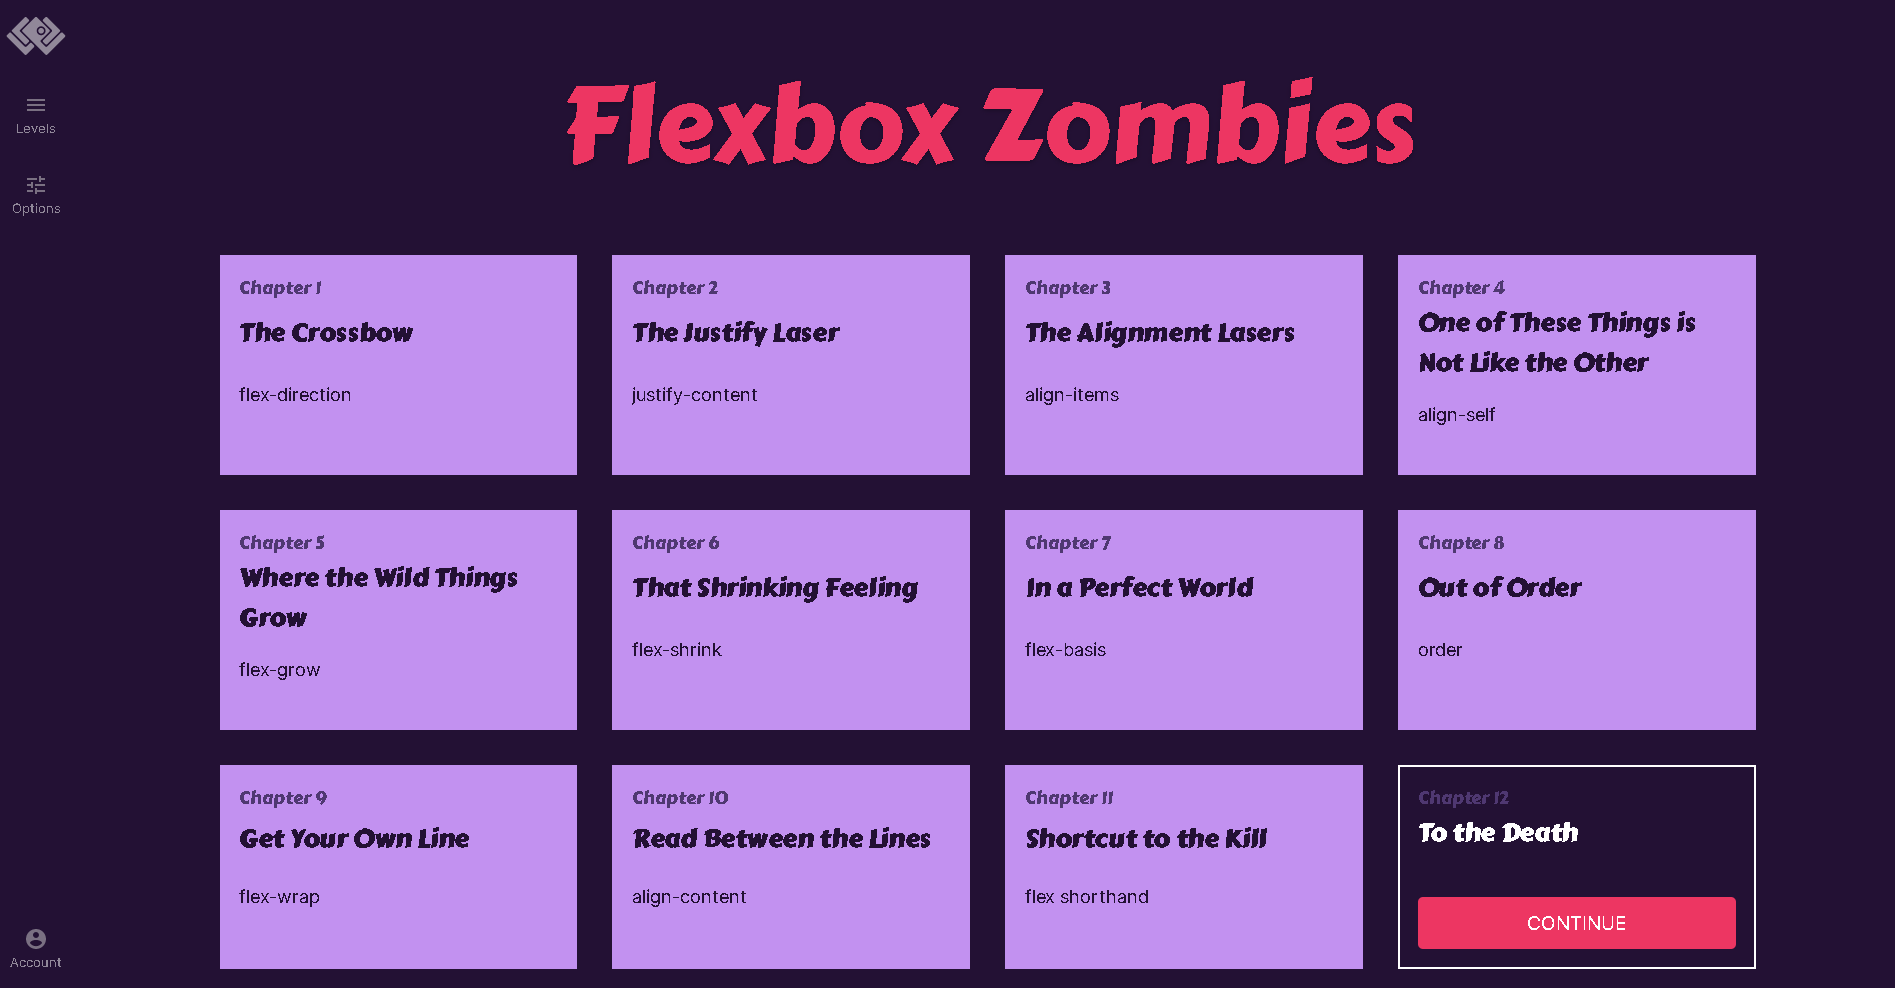 Flexbox Zombies
Levels
Options
Chapter 1
The Crossbow
flex-direction
Chapter 2
The Justify Laser
justify-content
Chapter 3
The Alignment Lasers
align-items
Chapter 4
One of These Things is
Not Like the Other
align-self
Chapter 5
Where the Wild Things
Grow
flex-grow
Chapter 6
That Shrinking Feeling
flex-shrink
Chapter 7
In a Perfect World
flex-basis
Chapter 8
Out of Order
order
Chapter 9
Get Your Own Line
flex-wrap
Chapter 10
Read Between the Lines
align-content
Chapter 11
Shortcut to the Kill
flex shorthand
Chapter 12
To the Death
CONTINUE
Account